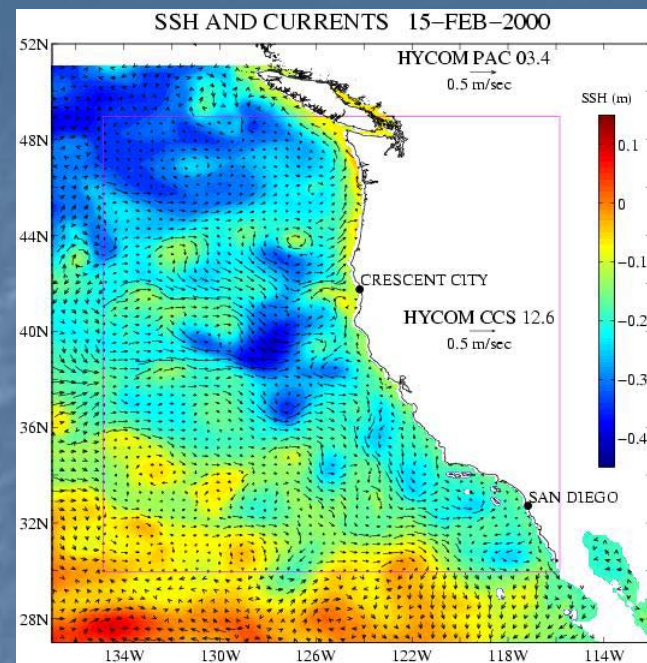 SSH AND CURRENTS 15-FEB-2000
52N
HYCOM PAC 03.4
0.5 m/sec
SSH (m)
48N
0.1
0
44N
CRESCENT CITY
-0.1
HYCOM CCS 12.6
40N
0.5 m/sec
-0.2
-0.3
36N
-0.4
SAN DIEGO
32N
28N
134W 130W 126W 122W 118W 114W